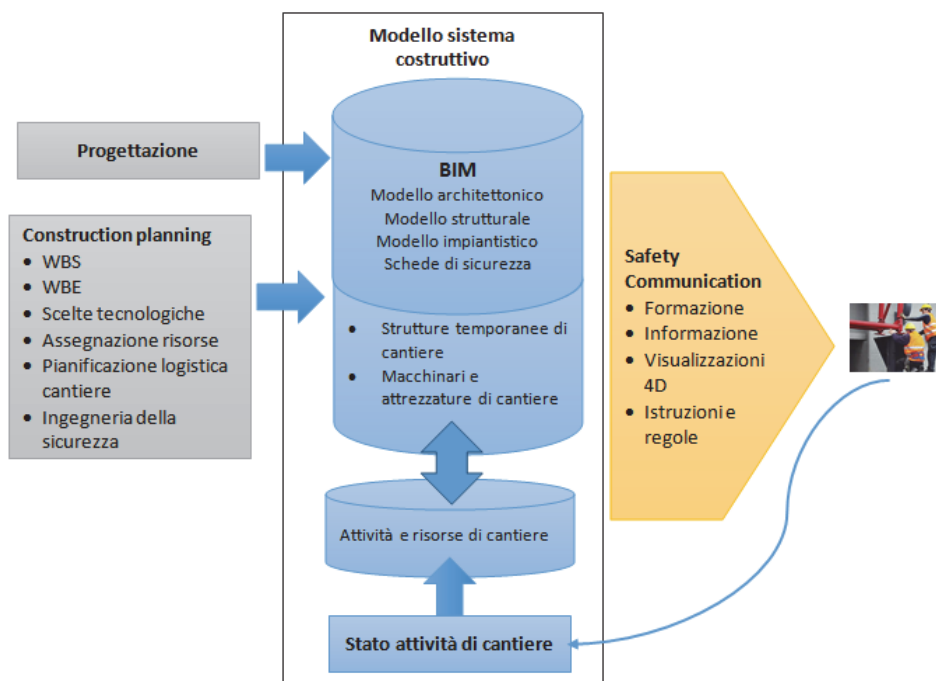 Modello sistema
costruttivo
Progettazione
Construction planning
• WBS
• WBE
• Scelte tecnologiche
• Assegnazione risorse
• Pianificazione logistica
cantiere
• Ingegneria della
sicurezza
BIM
Modello architettonico
Modello strutturale
Modello impiantistico
Schede di sicurezza
• Strutture temporanee di
cantiere
• Macchinari e
attrezzature di cantiere
Attività e risorse di cantiere
Stato attività di cantiere
Safety
Communication
• Formazione
• Informazione
• Visualizzazioni
4D
• Istruzioni e
regole